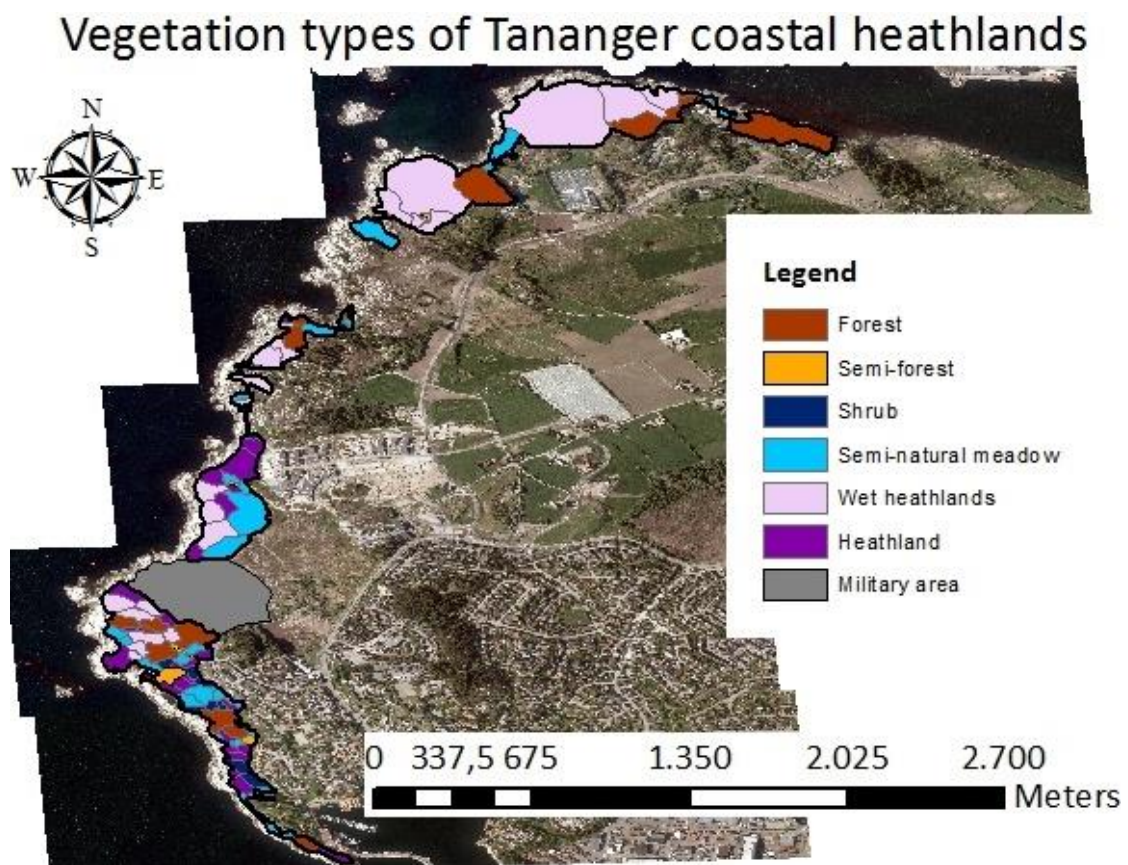 Vegetation types of Tananger coastal heathlands
N
W E
S
Legend
Forest
Semi-forest
Shrub
Semi-natural meadow
Wet heathlands
Heathland
Military area
0 337,5 675 1.350 2.025 2.700
Meters